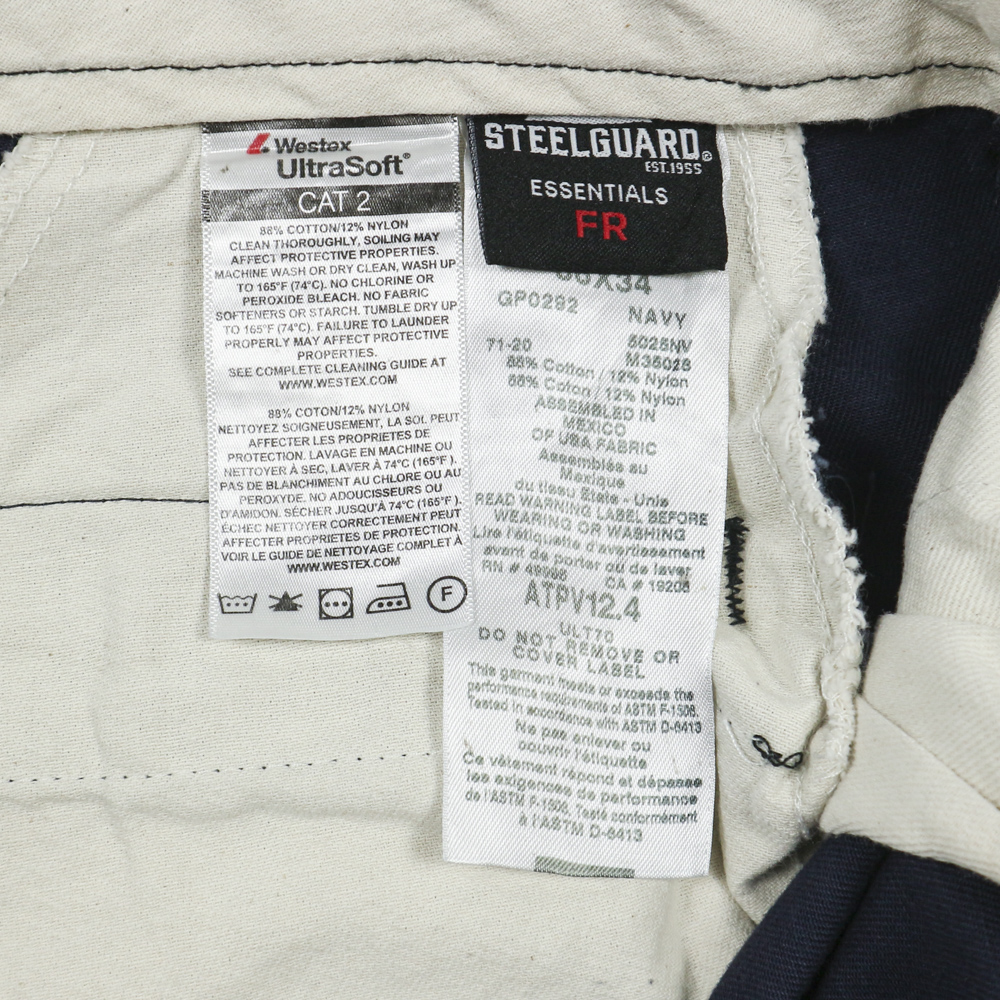 Westex
UltraSoft®
CAT 2
88% COTTON/12% NYLON
CLEAN THOROUGHLY, SOILING MAY
AFFECT PROTECTIVE PROPERTIES.
MACHINE WASH OR DRY CLEAN, WASH UP
TO 165°F (74°C). NO CHLORINE OR
PEROXIDE BLEACH. NO FABRIC
SOFTENERS OR STARCH. TUMBLE DRY UP
TO 165°F (74°C). FAILURE TO LAUNDER
PROPERLY MAY AFFECT PROTECTIVE
PROPERTIES.
SEE COMPLETE CLEANING GUIDE AT
WWW.WESTEX.COM
88% COTON/12% NYLON
NETTOYEZ SOIGNEUSEMENT, LA SOL PEUT
AFFECTER LES PROPRIETES DE
PROTECTION. LAVAGE EN MACHINE OU
NETTOYER À SEC, LAVER À 74°C (165°F ).
PAS DE BLANCHIMENT AU CHLORE OU AU
PEROXYDE. NO ADOUCISSEURS OU
D'AMIDON. SÉCHER JUSQU'À 74°C (165°F ).
ÉCHEC NETTOYER CORRECTEMENT PEUT
AFFECTER PROPRIETES DE PROTECTION.
VOIR LE GUIDE DE NETTOYAGE COMPLET À
WWW.WESTEX.COM
F
STEELGUARD®
EST.1955
ESSENTIALS
FR
X34
GP0292
NAVY
71-20 5025NV
M35025
88% Cotton / 12% Nylon
88% Coton / 12% Nylon
ASSEMBLED IN
MEXICO
OF USA FABRIC
Assemblée au
Mexique
du tissu Etats - Unis
READ WARNING LABEL BEFORE
WEARING OR WASHING
Lire l'étiquette d'avertissement
avant de porter ou de laver
RN # CA # 19206
ATPV12.4
ULT70
DO NOT REMOVE OR
COVER LABEL
This garment meets or exceeds the
performance requirements of ASTM F-1506.
Tested in accordance with ASTM D-6413
Ne pas enlever ou
couvrir l'étiquette
Ce vêtement répond et dépasse
les exigences de performance
de l'ASTM F-1506. Testé conformément
à l'ASTM D-6413